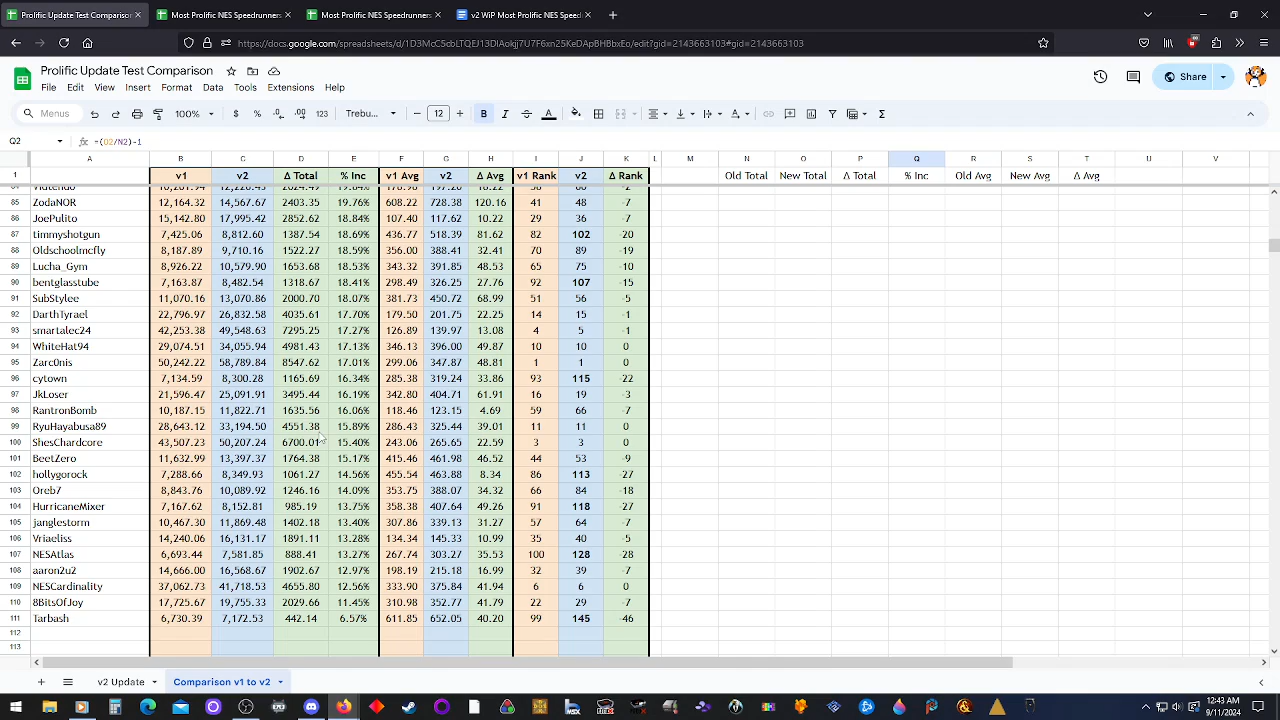 Prolific Update Test Comparison × Most Prolific NES Speedrunners × Most Prolific NES Speedrunners × v2 WiP Most Prolific NES Speedr × +
https://docs.google.com/spreadsheets/d/1D3McC5cbLTQE/13DiAokjj7U7F6xn25KeDApBHBbxEo/edit?gid=2143663103#gid=2143663103
Prolific Update Test Comparison
File Edit View Insert Format Data Tools Extensions Help
Share
Menus 100% $ % .0 .00 123 Trebu... 12 B I A Σ
Q2 fx =(O2/N2)-1
A B C D E F G H I J K L M N O P Q R S T U V
1 v1 v2 Δ Total % Inc v1 Avg v2 Δ Avg v1 Rank v2 Δ Rank Old Total New Total Δ Total % Inc Old Avg New Avg Δ Avg
85 ZodaNOR 12,164.32 14,567.67 2403.35 19.76% 608.22 728.38 120.16 41 48 -7
86 JoePulito 15,142.80 17,995.42 2852.62 18.84% 107.40 117.62 10.22 29 36 -7
87 timmyshotgun 7,425.06 8,812.60 1387.54 18.69% 436.77 518.39 81.62 82 102 -20
88 Oldschoolmcfly 8,187.89 9,710.16 1522.27 18.59% 356.00 388.41 32.41 70 89 -19
89 Lucha_Gym 8,926.22 10,579.90 1653.68 18.53% 343.32 391.85 48.53 65 75 -10
90 bentglasstube 7,163.87 8,482.54 1318.67 18.41% 298.49 326.25 27.76 92 107 -15
91 SubStylee 11,070.16 13,070.86 2000.70 18.07% 381.73 450.72 68.99 51 56 -5
92 DarthTyrael 22,796.97 26,832.58 4035.61 17.70% 179.50 201.75 22.25 14 15 -1
93 smartalec24 42,253.38 49,548.63 7295.25 17.27% 126.89 139.97 13.08 4 5 -1
94 WhiteHat94 29,074.51 34,055.94 4981.43 17.13% 346.13 396.00 49.87 10 10 0
95 Zarc0nis 50,242.22 58,789.84 8547.62 17.01% 299.06 347.87 48.81 1 1 0
96 cytown 7,134.59 8,300.28 1165.69 16.34% 285.38 319.24 33.86 93 115 -22
97 JkLoser 21,596.47 25,091.91 3495.44 16.19% 342.80 404.71 61.91 16 19 -3
98 RantronBomb 10,187.15 11,822.71 1635.56 16.06% 118.46 123.15 4.69 59 66 -7
99 RyuHayabusa89 28,643.12 33,194.50 4551.38 15.89% 286.43 325.44 39.01 11 11 0
100 ShesChardcore 43,507.23 50,207.24 6700.01 15.40% 243.06 265.65 22.59 3 3 0
101 BeetZero 11,632.99 13,397.37 1764.38 15.17% 415.46 461.98 46.52 44 53 -9
102 hollygorock 7,288.66 8,349.93 1061.27 14.56% 455.54 463.88 8.34 86 113 -27
103 Oreb7 8,843.76 10,089.92 1246.16 14.09% 353.75 388.07 34.32 66 84 -18
104 HurricaneMixer 7,167.62 8,152.81 985.19 13.75% 358.38 407.64 49.26 91 118 -27
105 janglestorm 10,467.30 11,869.48 1402.18 13.40% 307.86 339.13 31.27 57 64 -7
106 Vriaeliss 14,240.06 16,131.17 1891.11 13.28% 134.34 145.33 10.99 35 40 -5
107 NESAtlas 6,693.44 7,581.85 888.41 13.27% 267.74 303.27 35.53 100 128 -28
108 aaron2u2 14,666.00 16,568.67 1902.67 12.97% 198.19 215.18 16.99 32 39 -7
109 NESCardinality 37,062.73 41,718.53 4655.80 12.56% 333.90 375.84 41.94 6 6 0
110 8BitsOfJoy 17,725.67 19,755.33 2029.66 11.45% 310.98 352.77 41.79 22 29 -7
111 Tarbash 6,730.39 7,172.53 442.14 6.57% 611.85 652.05 40.20 99 145 -46
112
113
v2 Update Comparison v1 to v2
12:43 AM
9/11/2024